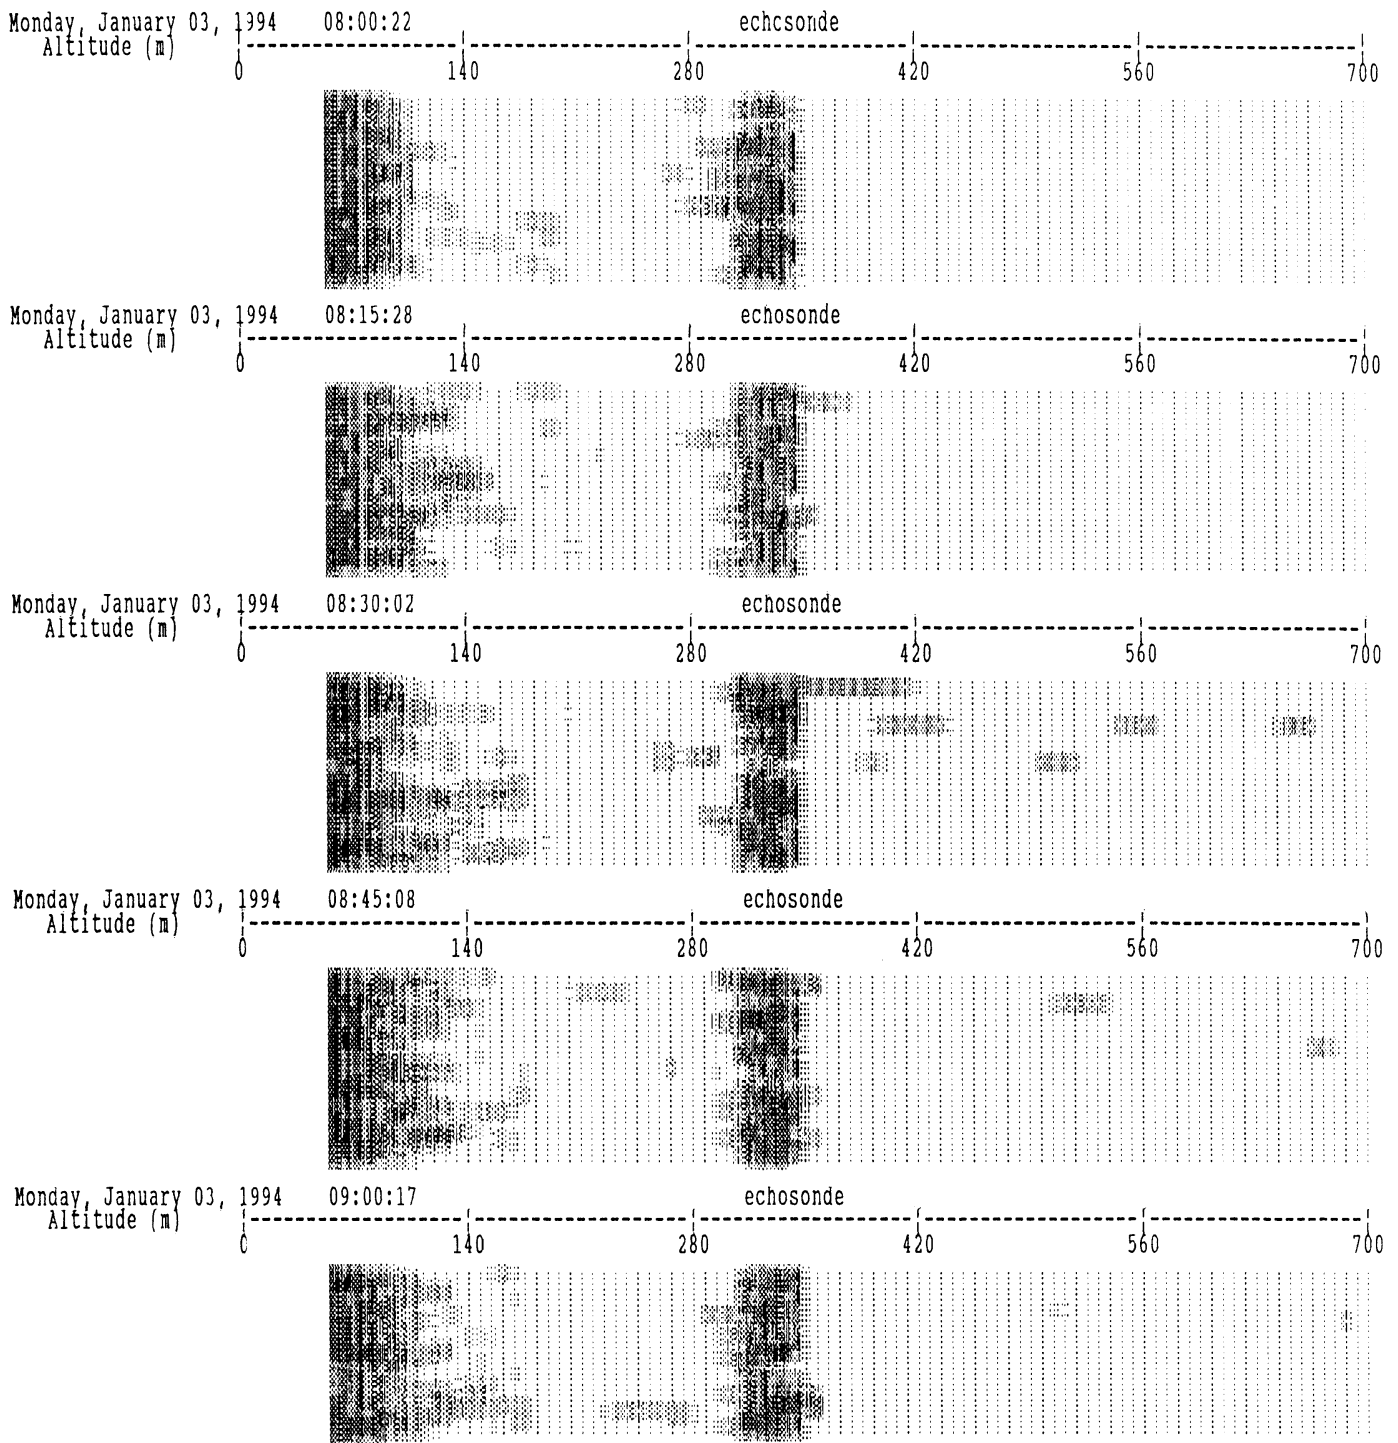 Monday, January 03, 1994 08:00:22 echcsonde
Altitude (m)
0 140 280 420 560 700
Monday, January 03, 1994 08:15:28 echosonde
Altitude (m)
0 140 280 420 560 700
Monday, January 03, 1994 08:30:02 echosonde
Altitude (m)
0 140 280 420 560 700
Monday, January 03, 1994 08:45:08 echosonde
Altitude (m)
0 140 280 420 560 700
Monday, January 03, 1994 09:00:17 echosonde
Altitude (m)
0 140 280 420 560 700